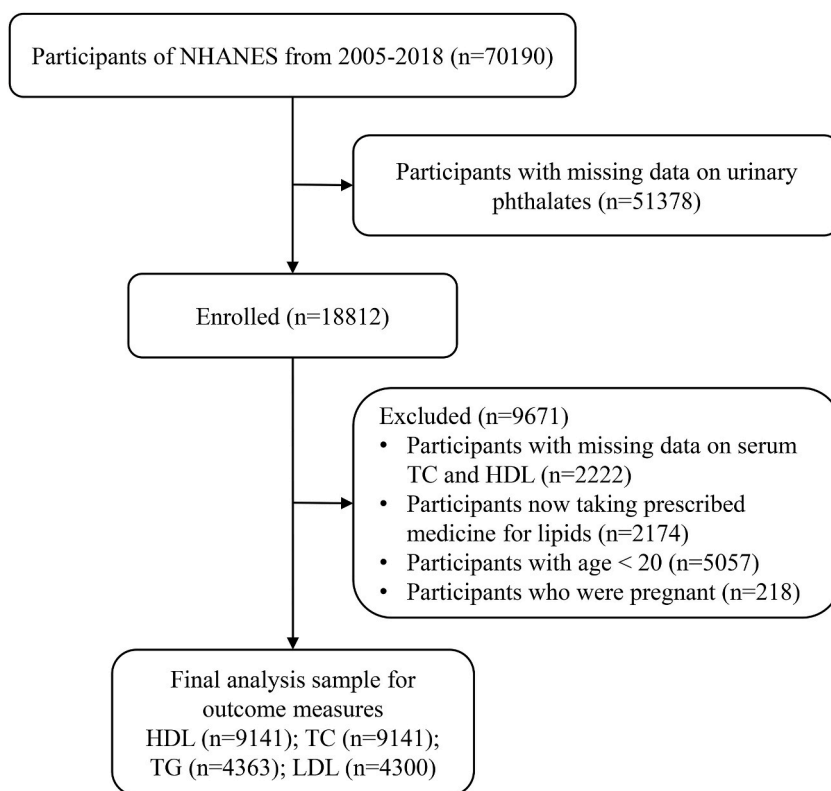 Participants of NHANES from 2005-2018 (n=70190)
Participants with missing data on urinary
phthalates (n=51378)
Enrolled (n=18812)
Excluded (n=9671)
• Participants with missing data on serum
TC and HDL (n=2222)
• Participants now taking prescribed
medicine for lipids (n=2174)
• Participants with age < 20 (n=5057)
• Participants who were pregnant (n=218)
Final analysis sample for
outcome measures
HDL (n=9141); TC (n=9141);
TG (n=4363); LDL (n=4300)